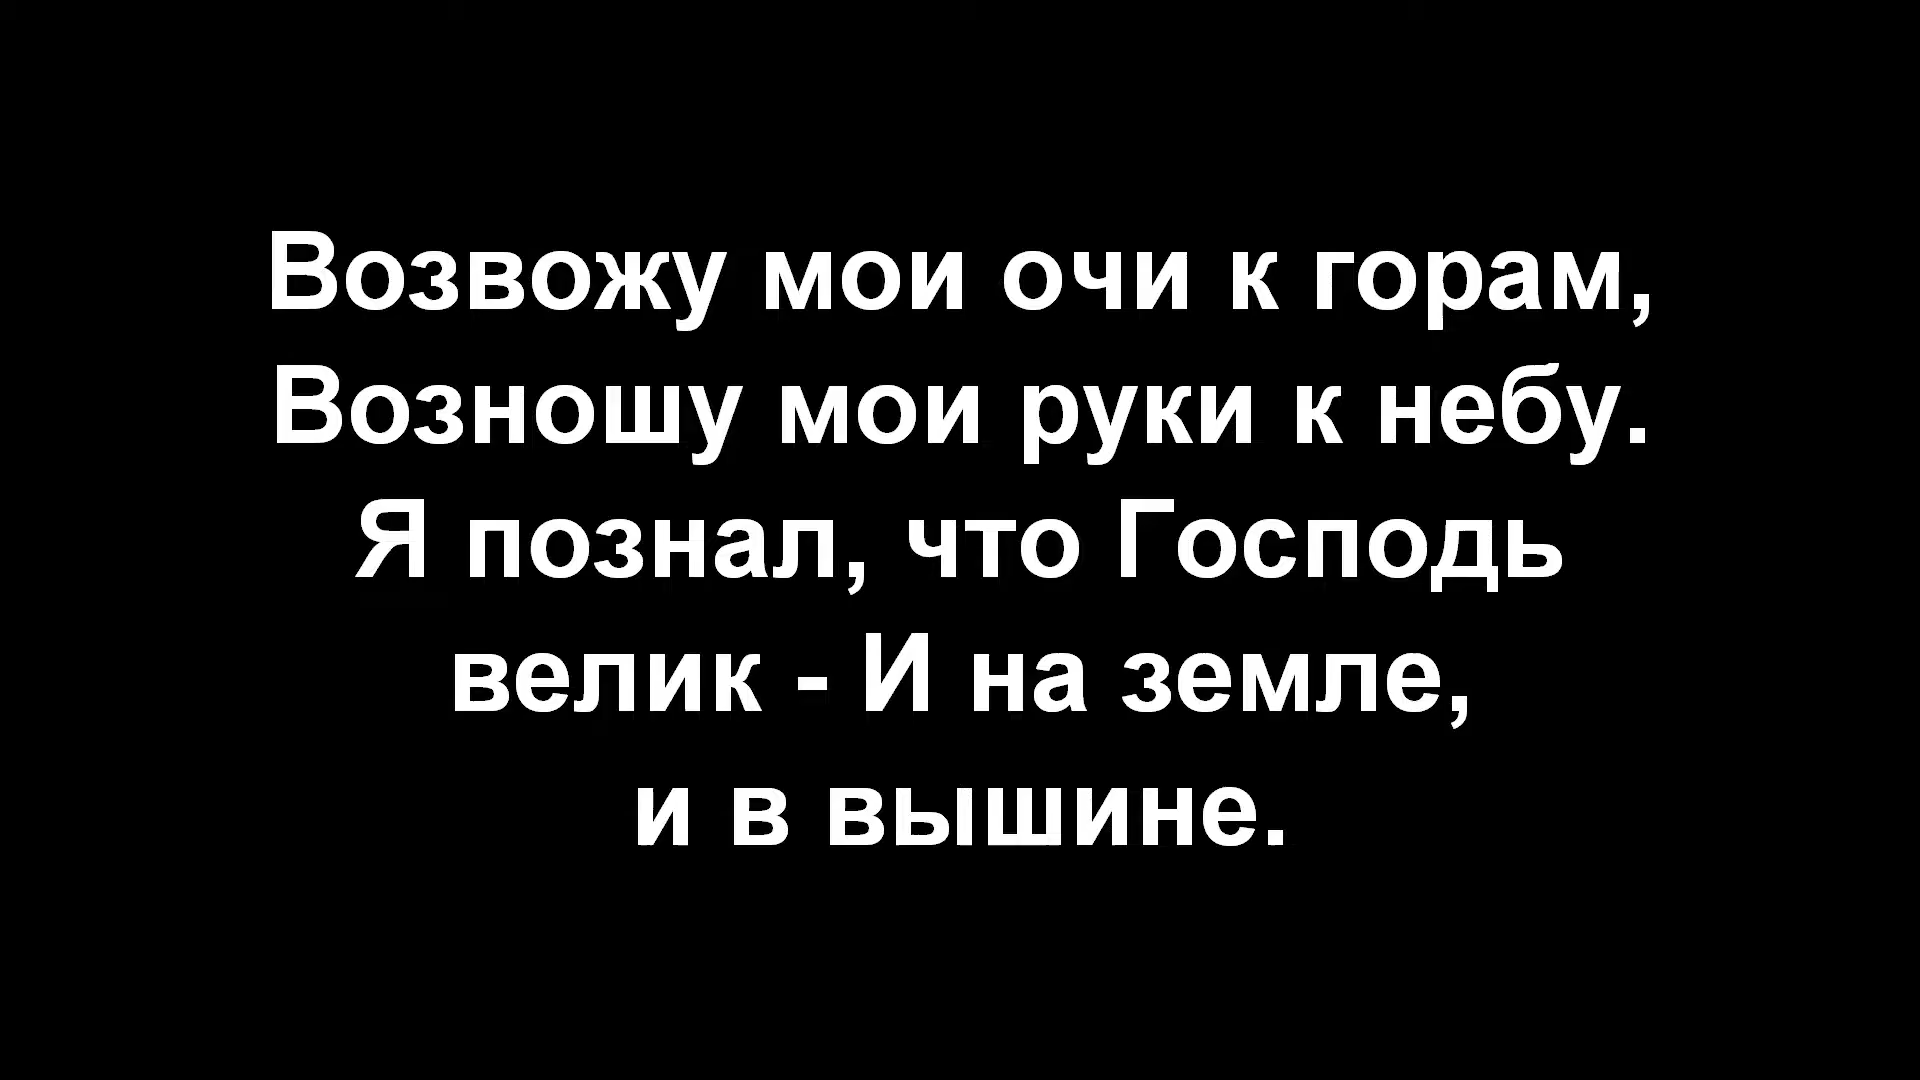 Возвожу мои очи к горам,
Возношу мои руки к небу.
Я познал, что Господь
велик - И на земле,
и в вышине.